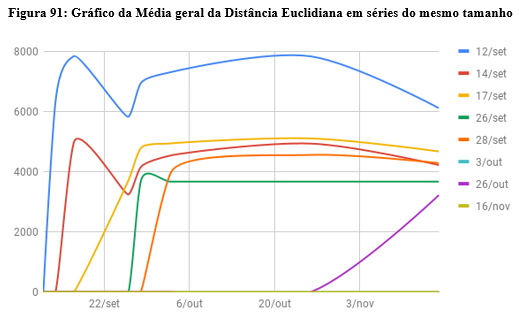 Figura 91: Gráfico da Média geral da Distância Euclidiana em séries do mesmo tamanho
8000
6000
4000
2000
0
22/set
6/out
20/out
3/nov
12/set
14/set
17/set
26/set
28/set
3/out
26/out
16/nov